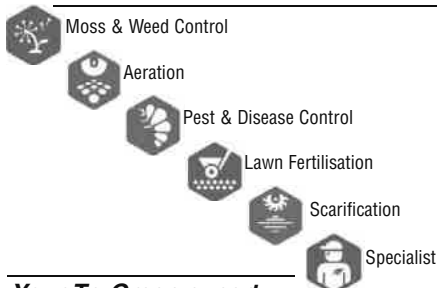 Moss & Weed Control
Aeration
Pest & Disease Control
Lawn Fertilisation
Scarification
Specialist